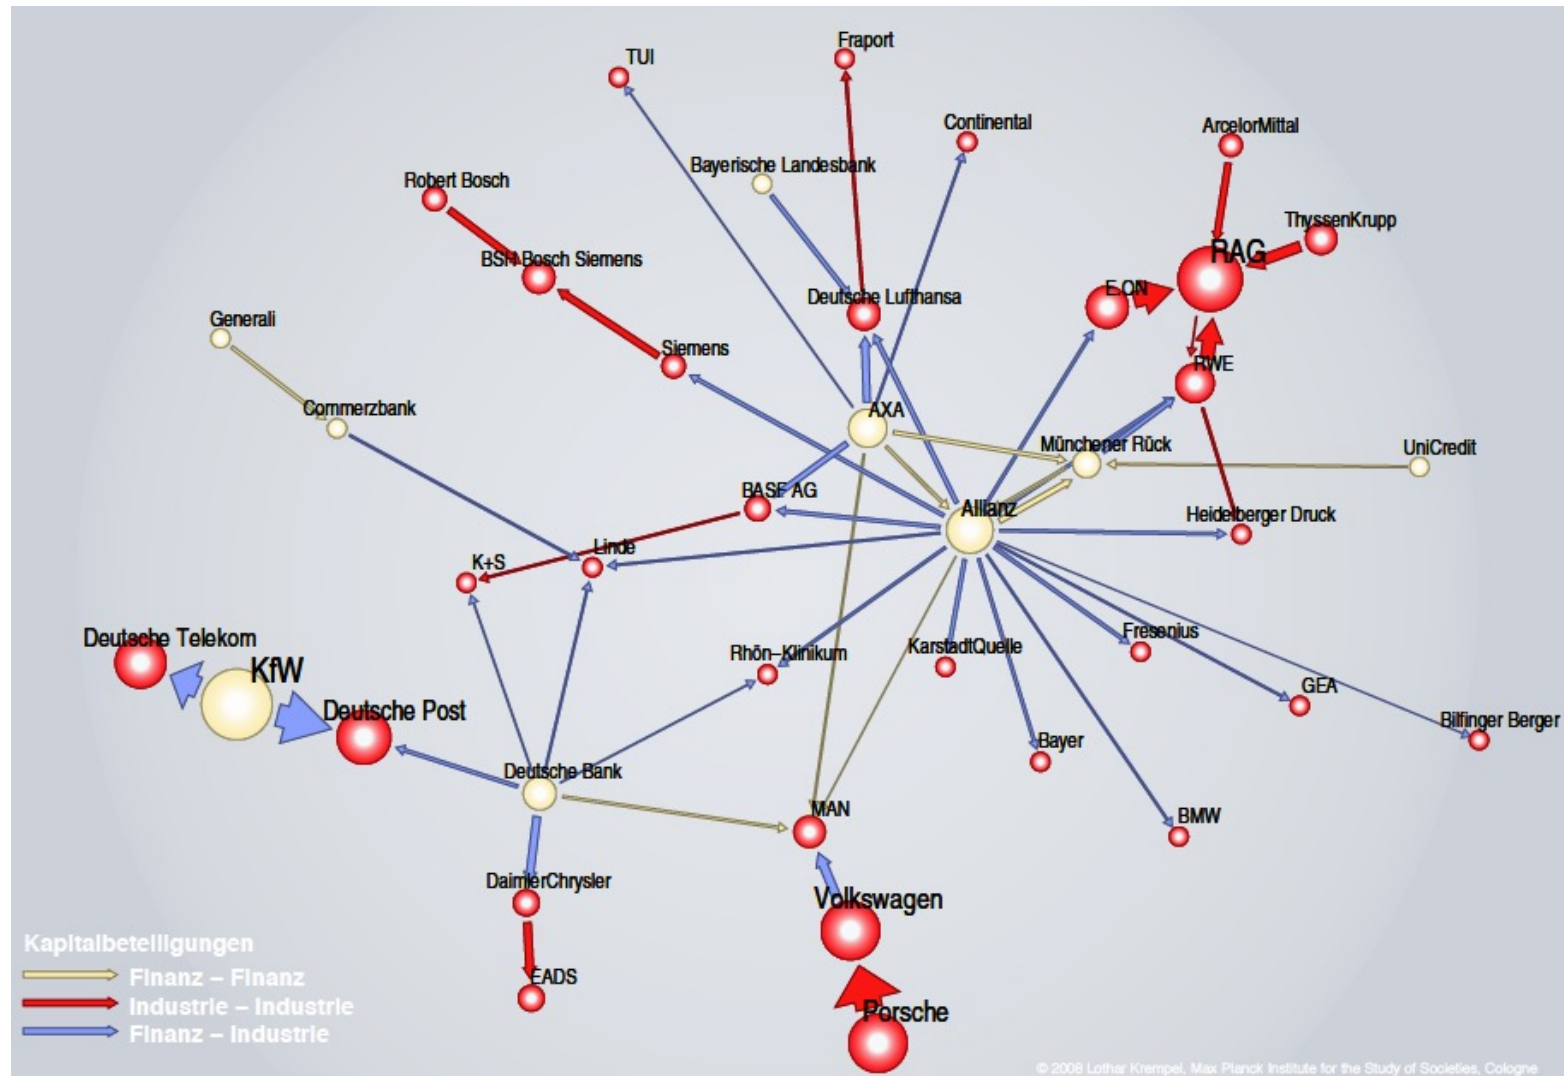 Fraport
TUI
Continental
ArcelorMittal
Bayerische Landesbank
Robert Bosch
ThyssenKrupp
RAG
BSH Bosch Siemens
E.ON
Deutsche Lufthansa
Generali
Siemens
RWE
Commerzbank
AXA
Münchener Rück
UniCredit
BASF AG
Allianz
Heidelberger Druck
Linde
K+S
Deutsche Telekom
Rhön–Klinikum
KarstadtQuelle
Fresenius
KfW
GEA
Deutsche Post
Bilfinger Berger
Bayer
Deutsche Bank
MAN
BMW
DaimlerChrysler
Volkswagen
Kapitalbeteiligungen
Finanz – Finanz
EADS
Industrie – Industrie
Porsche
Finanz – Industrie
© 2008 Lothar Krempel, Max Planck Institute for the Study of Societies, Cologne